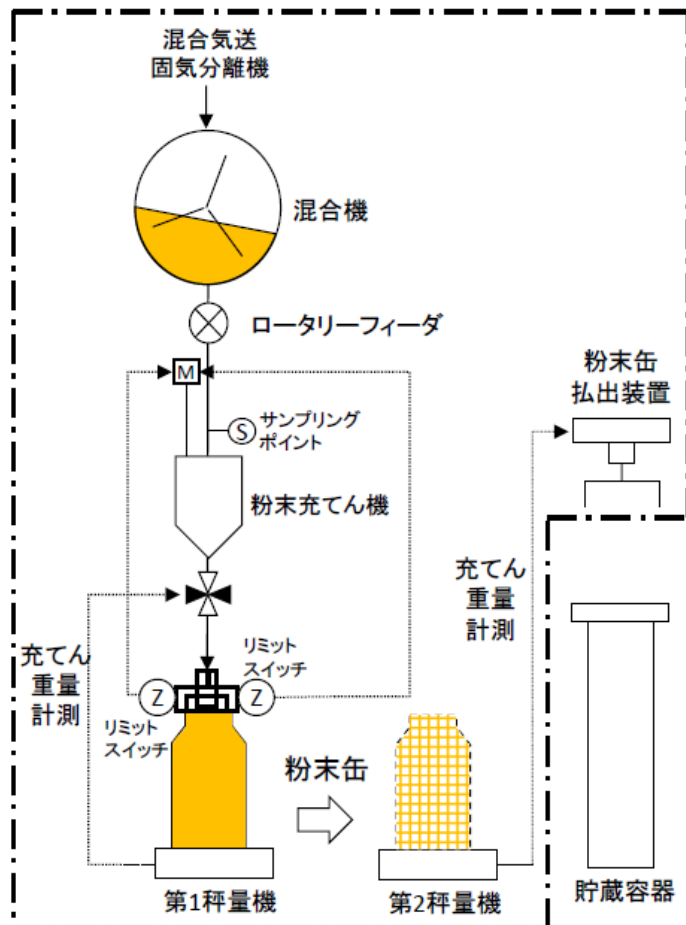 混合気送
固気分離機
混合機
ロータリーフィーダ
M
粉末缶
払出装置
S
サンプリング
ポイント
粉末充てん機
充てん
重量
計測
充てん
重量
計測
リミット
スイッチ
Z
Z
リミット
スイッチ
粉末缶
第1秤量機
第2秤量機
貯蔵容器